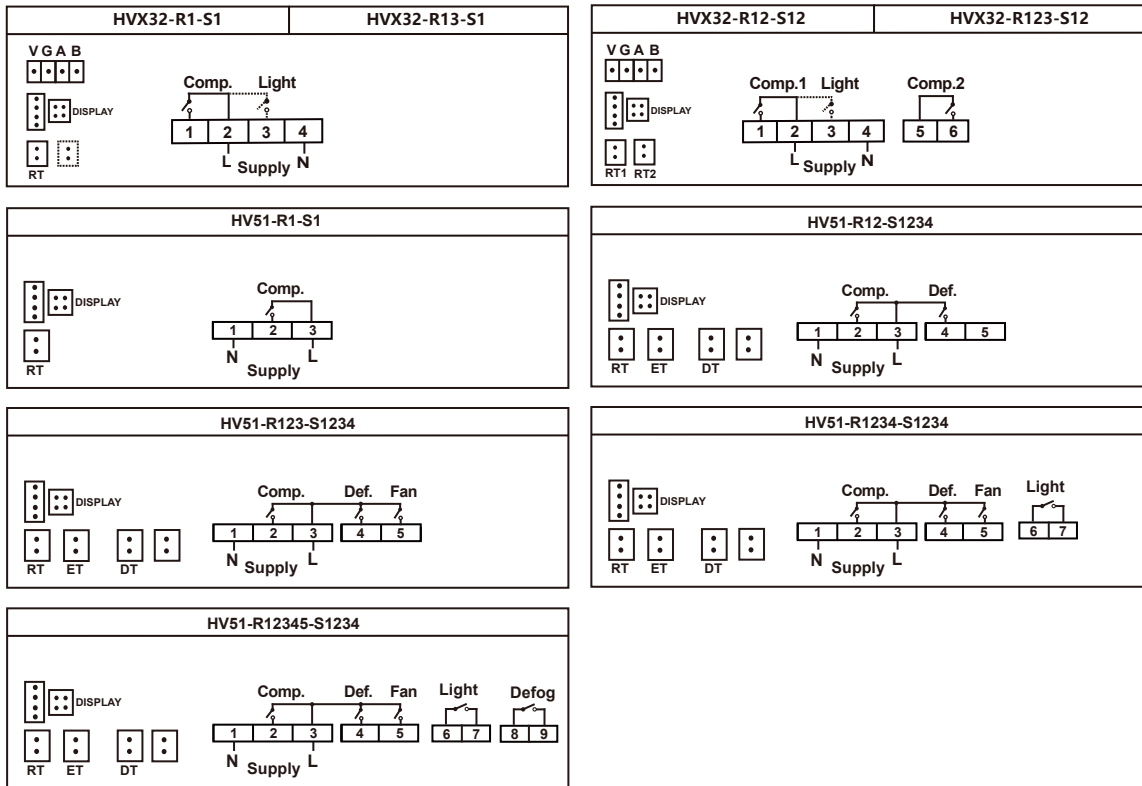 HVX32-R1-S1 HVX32-R13-S1
V G A B
Comp. Light
DISPLAY
1 2 3 4
RT
L Supply N
HVX32-R12-S12 HVX32-R123-S12
V G A B
Comp.1 Light Comp.2
DISPLAY
1 2 3 4 5 6
RT1 RT2
L Supply N
HV51-R1-S1
Comp.
DISPLAY
1 2 3
RT
N Supply L
HV51-R12-S1234
Comp. Def.
DISPLAY
1 2 3 4 5
RT ET DT
N Supply L
HV51-R123-S1234
Comp. Def. Fan
DISPLAY
1 2 3 4 5
RT ET DT
N Supply L
HV51-R1234-S1234
Comp. Def. Fan Light
DISPLAY
1 2 3 4 5 6 7
RT ET DT
N Supply L
HV51-R12345-S1234
Comp. Def. Fan Light Defog
DISPLAY
1 2 3 4 5 6 7 8 9
RT ET DT
N Supply L